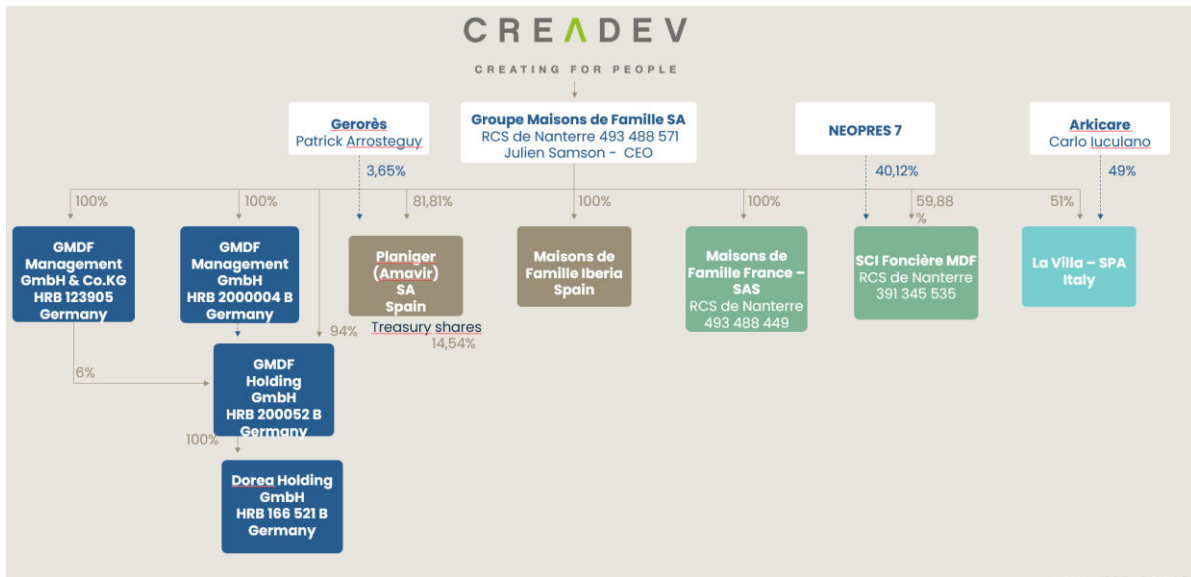 CREΛDEV
CREATING FOR PEOPLE
Gerorès
Patrick Arrosteguy
Groupe Maisons de Famille SA
RCS de Nanterre 493 488 571
Julien Samson - CEO
NEOPRES 7
Arkicare
Carlo Iuculano
3,65%
40,12%
49%
100%
100%
81,81%
100%
100%
59,88
%
51%
GMDF
Management
GmbH & Co.KG
HRB 123905
Germany
GMDF
Management
GmbH
HRB 2000004 B
Germany
Planiger
(Amavir)
SA
Spain
Maisons de
Famille Iberia
Spain
Maisons de
Famille France –
SAS
RCS de Nanterre
493 488 449
SCI Foncière MDF
RCS de Nanterre
391 345 535
La Villa – SPA
Italy
94%
Treasury shares
14,54%
6%
GMDF
Holding
GmbH
HRB 200052 B
Germany
100%
Dorea Holding
GmbH
HRB 166 521 B
Germany